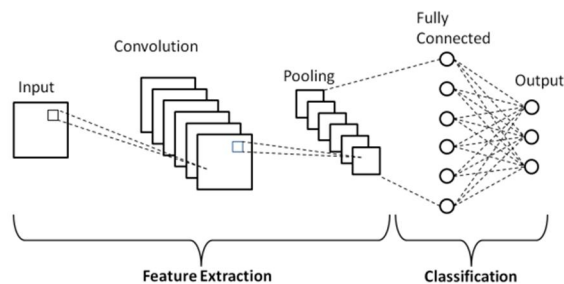 Input
Convolution
Pooling
Fully
Connected
Output
Feature Extraction
Classification